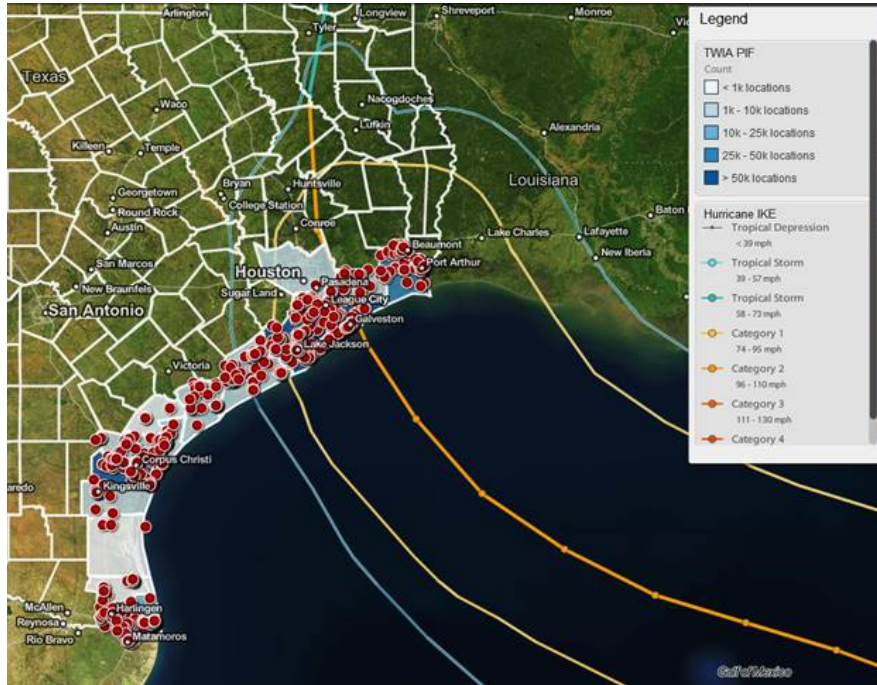 Arlington
Longview
Shreveport
Monroe
Tyler
Texas
Waco
Nacogdoches
Lufkin
Killeen
Temple
Alexandria
Georgetown
Bryan
Huntsville
Louisiana
Round Rock
College Station
Austin
Conroe
Baton
Lake Charles
Lafayette
Beaumont
New Iberia
San Marcos
Houston
Port Arthur
Pasadena
New Braunfels
Sugar Land
League City
San Antonio
Galveston
Lake Jackson
Victoria
Corpus Christi
aredo
Kingsville
McAllen
Harlingen
Reynosa
Rio Bravo
Matamoros
Gulf of Mexico
Legend
TWIA PIF
Count
< 1k locations
1k - 10k locations
10k - 25k locations
25k - 50k locations
> 50k locations
Hurricane IKE
Tropical Depression
< 39 mph
Tropical Storm
39 - 57 mph
Tropical Storm
58 - 73 mph
Category 1
74 - 95 mph
Category 2
96 - 110 mph
Category 3
111 - 130 mph
Category 4